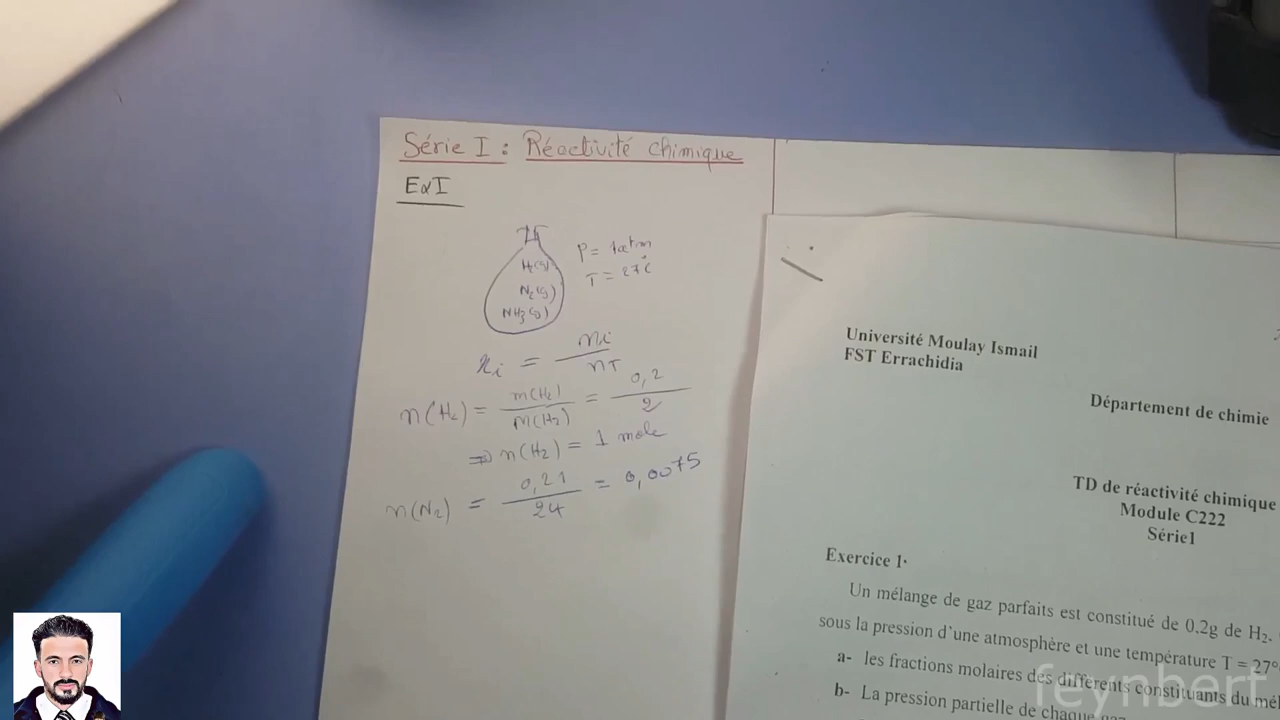 Série I : Réactivité chimique
Ex I
H₂(g)
N₂(g)
NH₃(g)
P = 1atm
T = 27°C
xi = ni / nT
n(H₂) = m(H₂) / M(H₂) = 0,2 / 2
⇒ n(H₂) = 1 mole
n(N₂) = 0,21 / 24 = 0,0075
Université Moulay Ismail
FST Errachidia
Département de chimie
TD de réactivité chimique
Module C222
Série1
Exercice 1·
Un mélange de gaz parfaits est constitué de 0.2g de H₂.
sous la pression d'une atmosphère et une température T = 27°
a- les fractions molaires des différents constituants du mél
b- La pression partielle de chaque gaz
feynbert